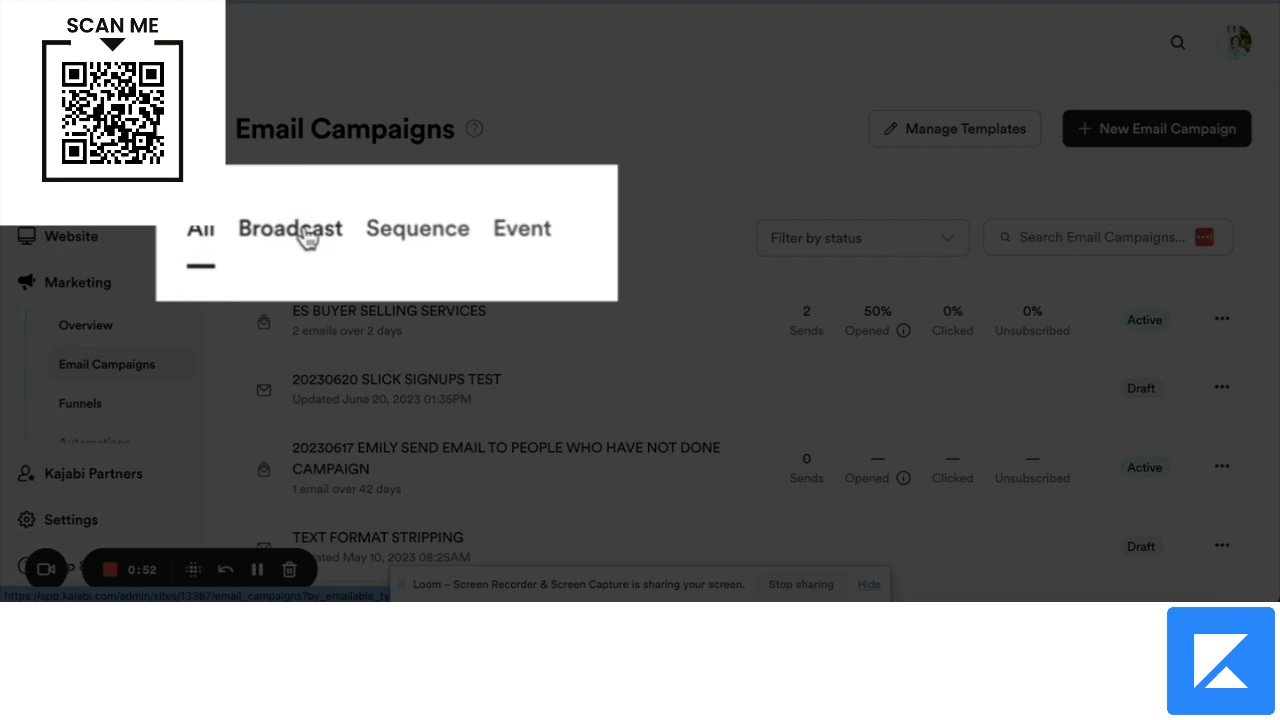 SCAN ME
Email Campaigns
Manage Templates
New Email Campaign
All Broadcast Sequence Event
Filter by status
Search Email Campaigns...
Website
Marketing
Overview
Email Campaigns
Funnels
Automations
Kajabi Partners
Settings
ES BUYER SELLING SERVICES
2 emails over 2 days
2 50% 0% 0%
Sends Opened Clicked Unsubscribed
Active
20230620 SLICK SIGNUPS TEST
Updated June 20, 2023 01:35PM
Draft
20230617 EMILY SEND EMAIL TO PEOPLE WHO HAVE NOT DONE
CAMPAIGN
1 email over 42 days
0 — — —
Sends Opened Clicked Unsubscribed
Active
TEXT FORMAT STRIPPING
May 10, 2023 08:25AM
Draft
0:52
Loom – Screen Recorder & Screen Capture is sharing your screen. Stop sharing Hide
https://app.kajabi.com/admin/sites/13367/email_campaigns?by_emailable_ty